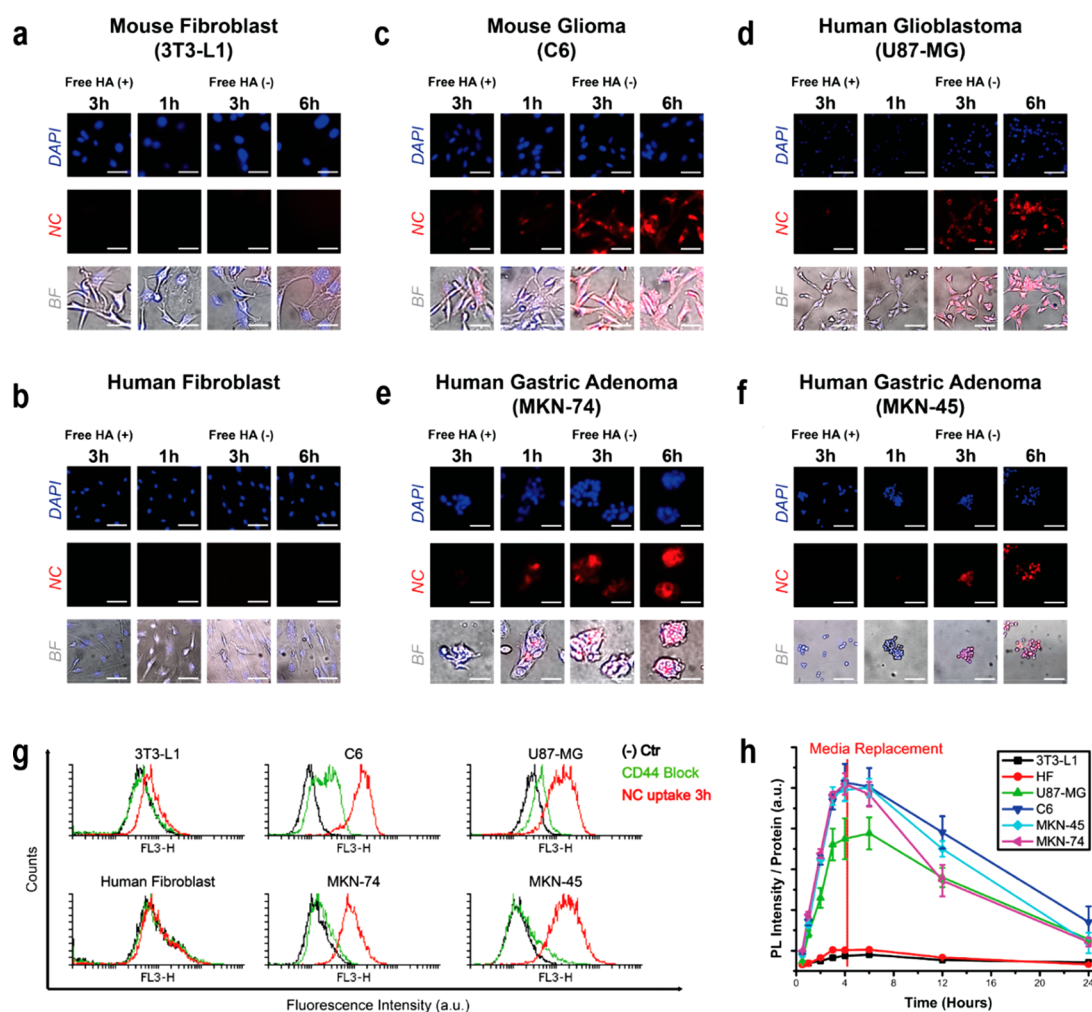 a
Mouse Fibroblast
(3T3-L1)
Free HA (+)
Free HA (-)
3h
1h
3h
6h
DAPI
NC
BF
c
Mouse Glioma
(C6)
Free HA (+)
Free HA (-)
3h
1h
3h
6h
DAPI
NC
BF
d
Human Glioblastoma
(U87-MG)
Free HA (+)
Free HA (-)
3h
1h
3h
6h
DAPI
NC
BF
b
Human Fibroblast
Free HA (+)
Free HA (-)
3h
1h
3h
6h
DAPI
NC
BF
e
Human Gastric Adenoma
(MKN-74)
Free HA (+)
Free HA (-)
3h
1h
3h
6h
DAPI
NC
BF
f
Human Gastric Adenoma
(MKN-45)
Free HA (+)
Free HA (-)
3h
1h
3h
6h
DAPI
NC
BF
g
3T3-L1
FL3-H
C6
FL3-H
U87-MG
FL3-H
(-) Ctr
CD44 Block
NC uptake 3h
Human Fibroblast
FL3-H
MKN-74
FL3-H
MKN-45
FL3-H
Counts
Fluorescence Intensity (a.u.)
h
Media Replacement
3T3-L1
HF
U87-MG
C6
MKN-45
MKN-74
PL Intensity / Protein (a.u.)
0 4 8 12 16 20 24
Time (Hours)